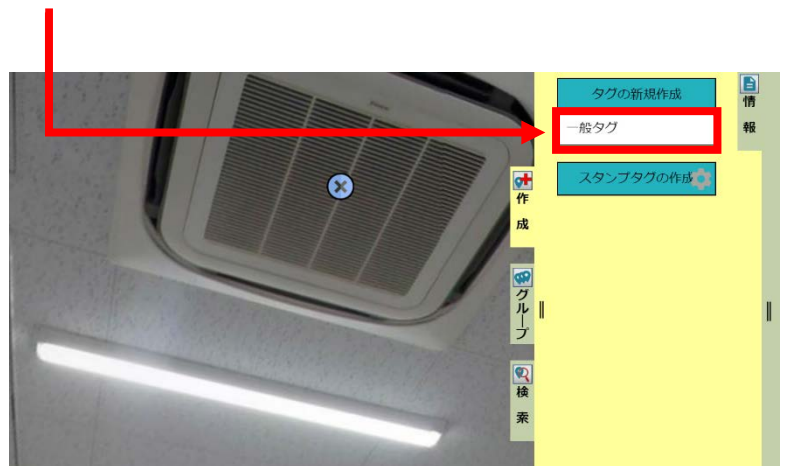 タグの新規作成
一般タグ
スタンプタグの作成
情報
作成
グループ
検索